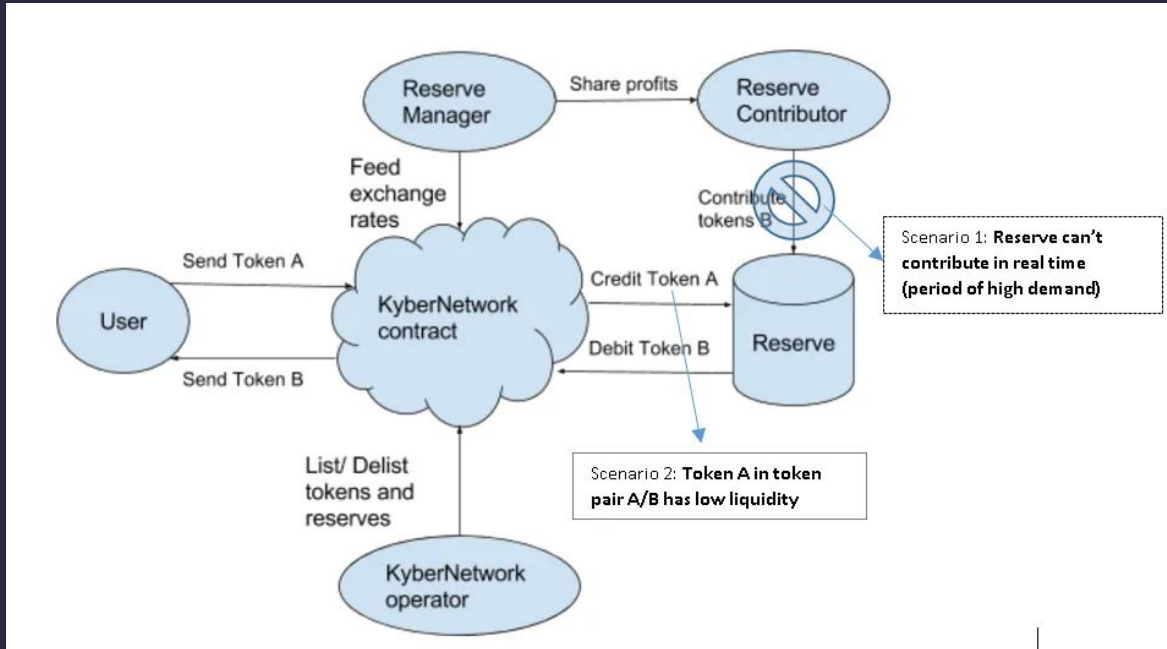 Reserve
Manager
Share profits
Reserve
Contributor
Feed
exchange
rates
Contribute
tokens B
Scenario 1: Reserve can't
contribute in real time
(period of high demand)
Send Token A
User
KyberNetwork
contract
Credit Token A
Debit Token B
Reserve
Send Token B
List/ Delist
tokens and
reserves
Scenario 2: Token A in token
pair A/B has low liquidity
KyberNetwork
operator